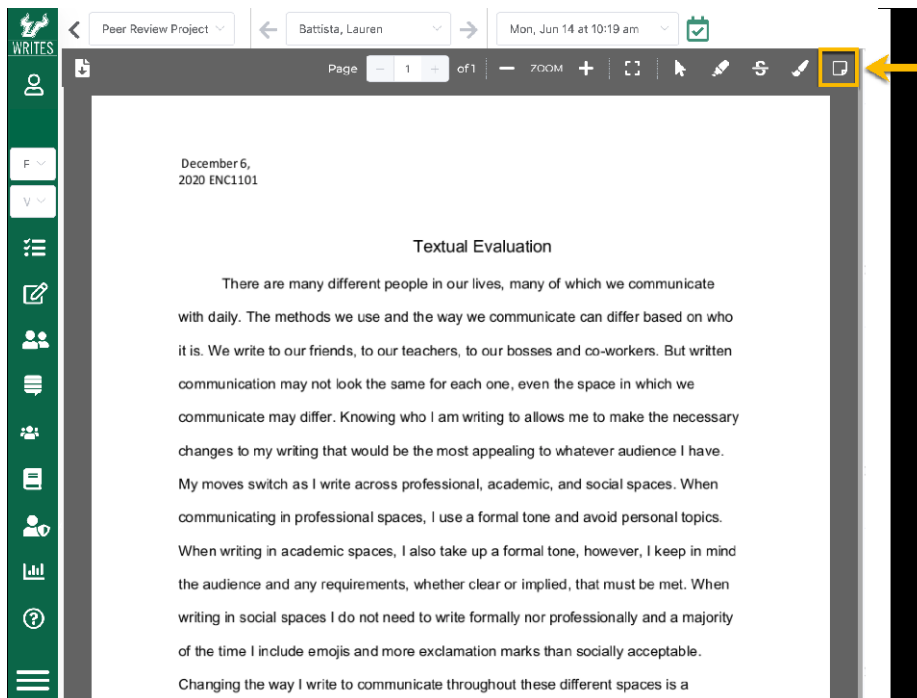 WRITES
Peer Review Project
Battista, Lauren
Mon, Jun 14 at 10:19 am
Page − 1 + of 1 ZOOM
F
V
December 6,
2020 ENC1101
Textual Evaluation
There are many different people in our lives, many of which we communicate
with daily. The methods we use and the way we communicate can differ based on who
it is. We write to our friends, to our teachers, to our bosses and co-workers. But written
communication may not look the same for each one, even the space in which we
communicate may differ. Knowing who I am writing to allows me to make the necessary
changes to my writing that would be the most appealing to whatever audience I have.
My moves switch as I write across professional, academic, and social spaces. When
communicating in professional spaces, I use a formal tone and avoid personal topics.
When writing in academic spaces, I also take up a formal tone, however, I keep in mind
the audience and any requirements, whether clear or implied, that must be met. When
writing in social spaces I do not need to write formally nor professionally and a majority
of the time I include emojis and more exclamation marks than socially acceptable.
Changing the way I write to communicate throughout these different spaces is a